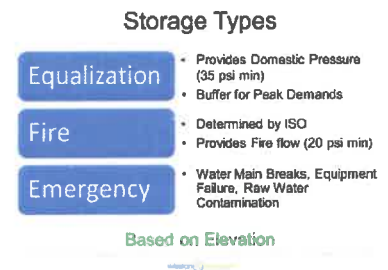 Storage Types
Equalization
• Provides Domestic Pressure
(35 psi min)
• Buffer for Peak Demands
Fire
• Determined by ISO
• Provides Fire flow (20 psi min)
Emergency
• Water Main Breaks, Equipment
Failure, Raw Water
Contamination
Based on Elevation